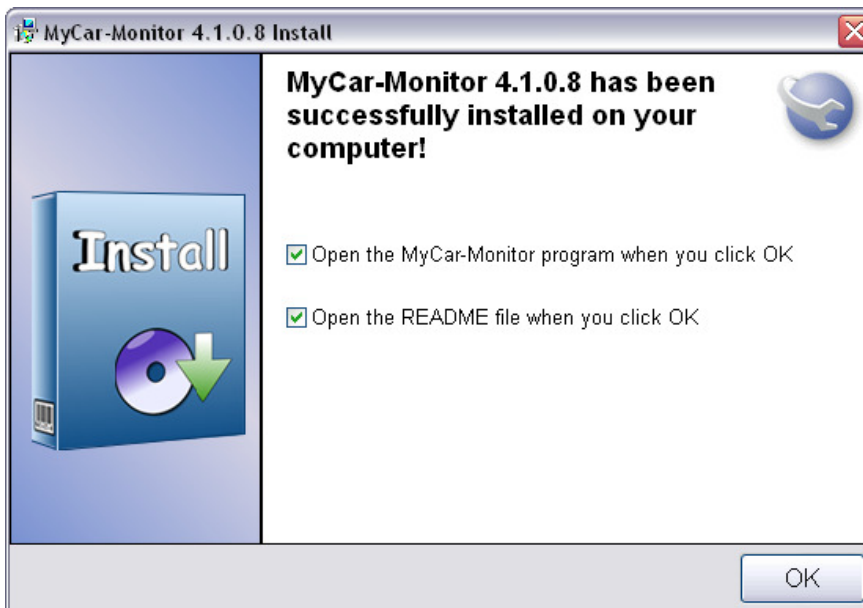 MyCar-Monitor 4.1.0.8 Install
MyCar-Monitor 4.1.0.8 has been
successfully installed on your
computer!
Install
Open the MyCar-Monitor program when you click OK
Open the README file when you click OK
OK